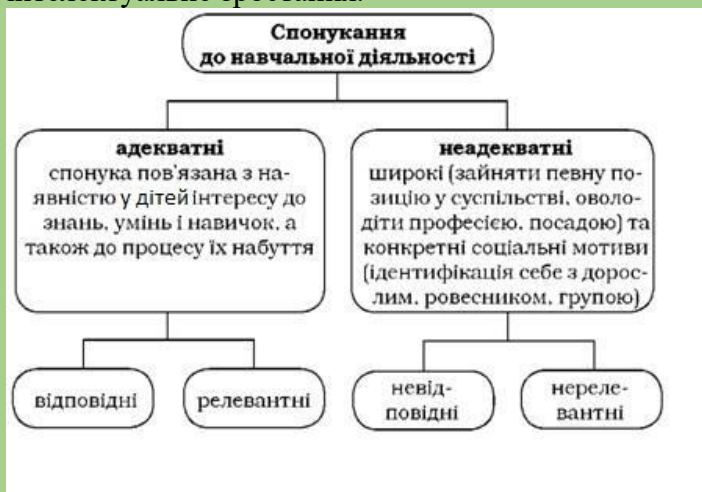 інтелектуальне зростання.
Спонукання
до навчальної діяльності
адекватні
спонука пов'язана з на-
явністю у дітей інтересу до
знань, умінь і навичок, а
також до процесу їх набуття
неадекватні
широкі (зайняти певну по-
зицію у суспільстві, оволо-
діти професією, посадою) та
конкретні соціальні мотиви
(ідентифікація себе з дорос-
лим, ровесником, групою)
відповідні
релевантні
невід-
повідні
нереле-
вантні